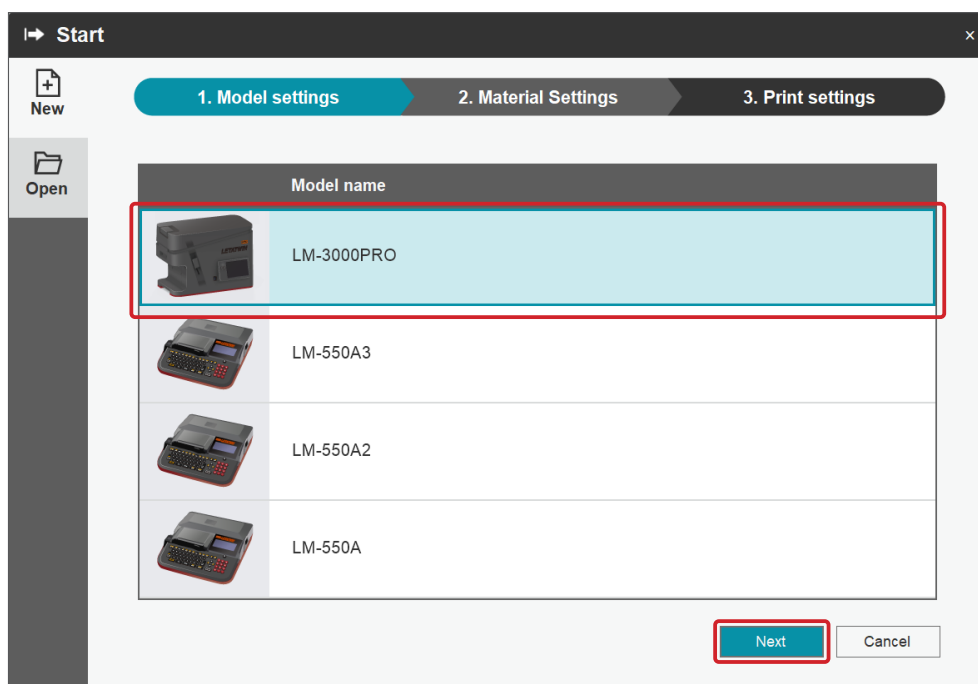 Start
×
New
1. Model settings 2. Material Settings 3. Print settings
Open
Model name
LETATWIN
LM-3000PRO
LM-550A3
LM-550A2
LM-550A
Next Cancel